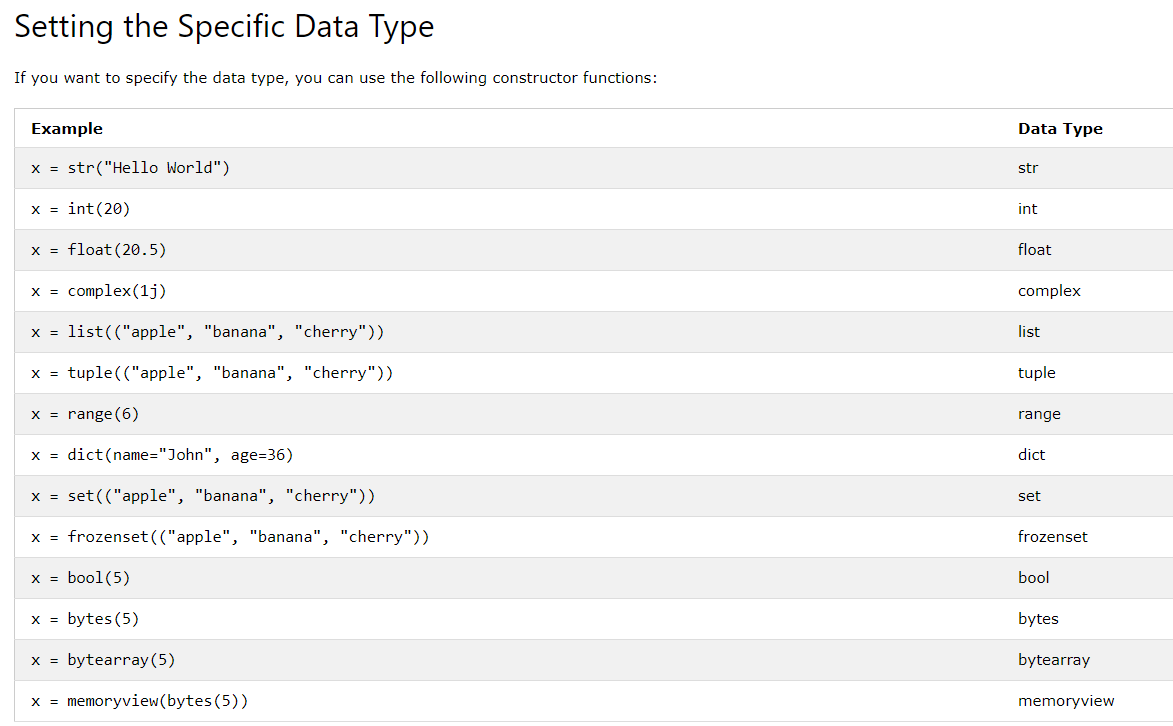 Setting the Specific Data Type
If you want to specify the data type, you can use the following constructor functions:
Example Data Type
x = str("Hello World") str
x = int(20) int
x = float(20.5) float
x = complex(1j) complex
x = list(("apple", "banana", "cherry")) list
x = tuple(("apple", "banana", "cherry")) tuple
x = range(6) range
x = dict(name="John", age=36) dict
x = set(("apple", "banana", "cherry")) set
x = frozenset(("apple", "banana", "cherry")) frozenset
x = bool(5) bool
x = bytes(5) bytes
x = bytearray(5) bytearray
x = memoryview(bytes(5)) memoryview